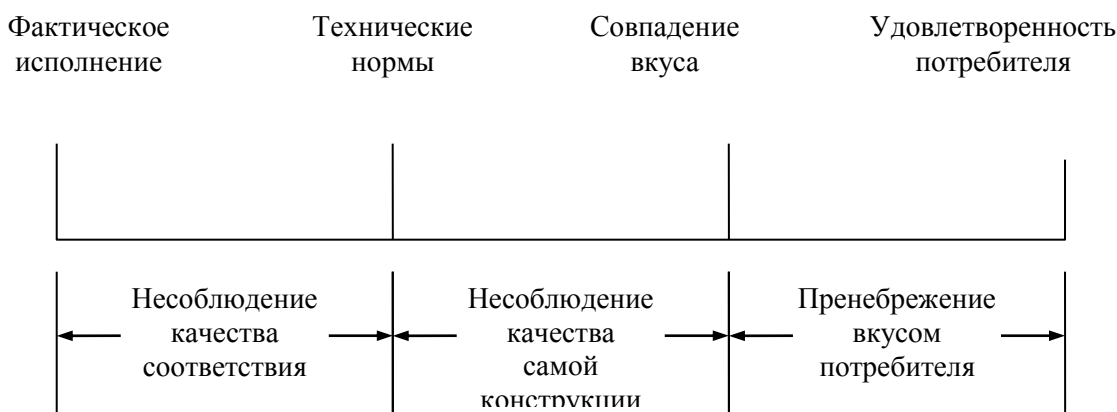 Фактическое
исполнение
Технические
нормы
Совпадение
вкуса
Удовлетворенность
потребителя
Несоблюдение
качества
соответствия
Несоблюдение
качества
самой
конструкции
Пренебрежение
вкусом
потребителя